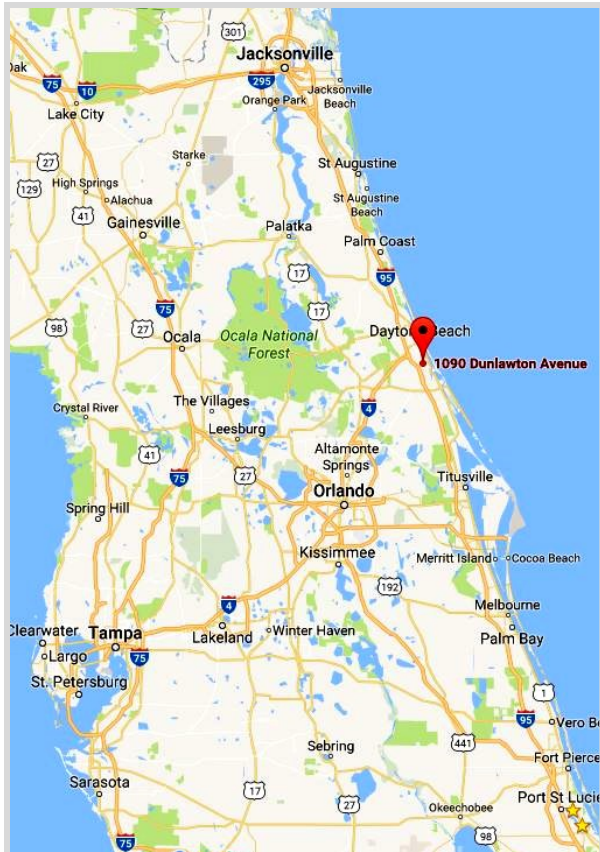 301
Jacksonville
Oak
75
10
295
Jacksonville
Beach
Lake City
Orange Park
27
Starke
St Augustine
129
High Springs
Alachua
St Augustine
Beach
41
Gainesville
Palatka
Palm Coast
17
95
75
17
98
27
Ocala
Ocala National
Forest
Dayton
Beach
1090 Dunlawton Avenue
The Villages
4
Crystal River
Leesburg
41
27
Altamonte
Springs
75
Titusville
Orlando
Spring Hill
Kissimmee
Merritt Island
Cocoa Beach
192
4
Melbourne
Clearwater
Tampa
Lakeland
Winter Haven
Palm Bay
Largo
75
St. Petersburg
1
95
Vero Be
441
Sebring
Fort Pierce
Sarasota
17
27
Okeechobee
Port St Lucie
98
75